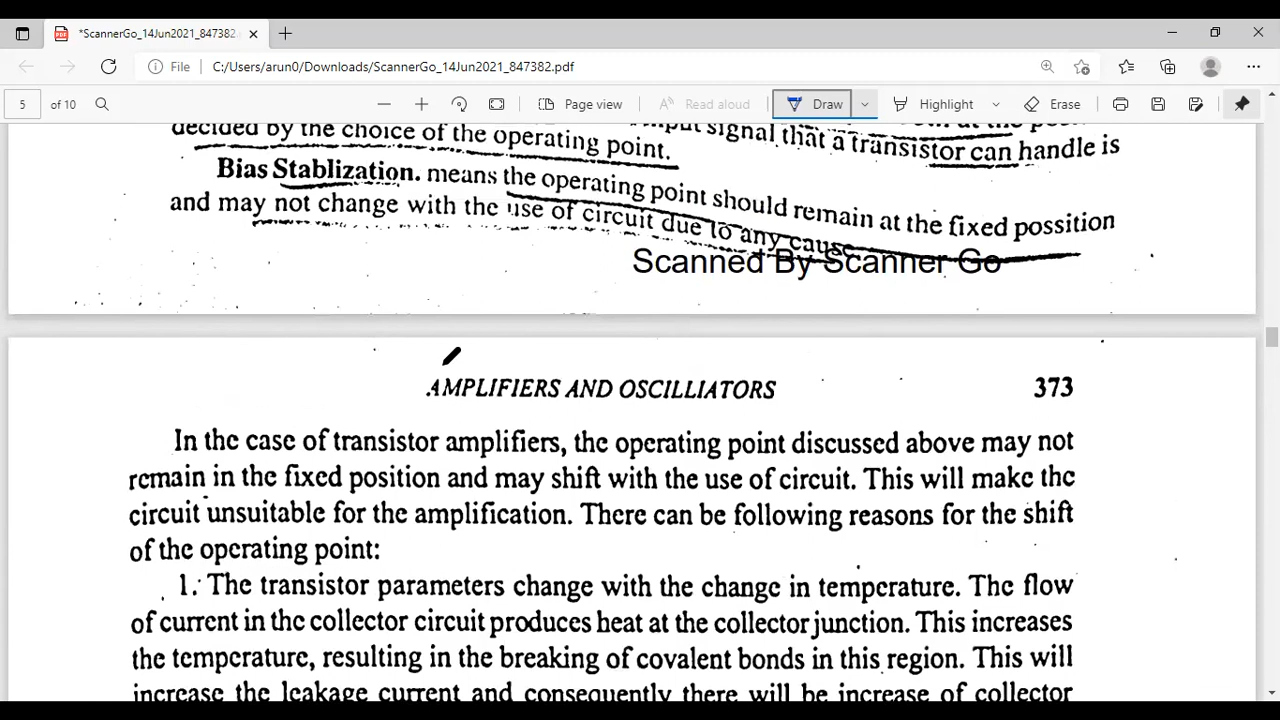 *ScannerGo_14Jun2021_847382.
File C:/Users/arun0/Downloads/ScannerGo_14Jun2021_847382.pdf
5 of 10 Page view Read aloud Draw Highlight Erase
signal that a transistor can handle is
decided by the choice of the operating point.
Bias Stablization. means the operating point should remain at the fixed possition
and may not change with the use of circuit due to any cause
Scanned By Scanner Go
AMPLIFIERS AND OSCILLIATORS 373
In the case of transistor amplifiers, the operating point discussed above may not
remain in the fixed position and may shift with the use of circuit. This will make the
circuit unsuitable for the amplification. There can be following reasons for the shift
of the operating point:
1. The transistor parameters change with the change in temperature. The flow
of current in the collector circuit produces heat at the collector junction. This increases
the temperature, resulting in the breaking of covalent bonds in this region. This will
increase the leakage current and consequently there will be increase of collector